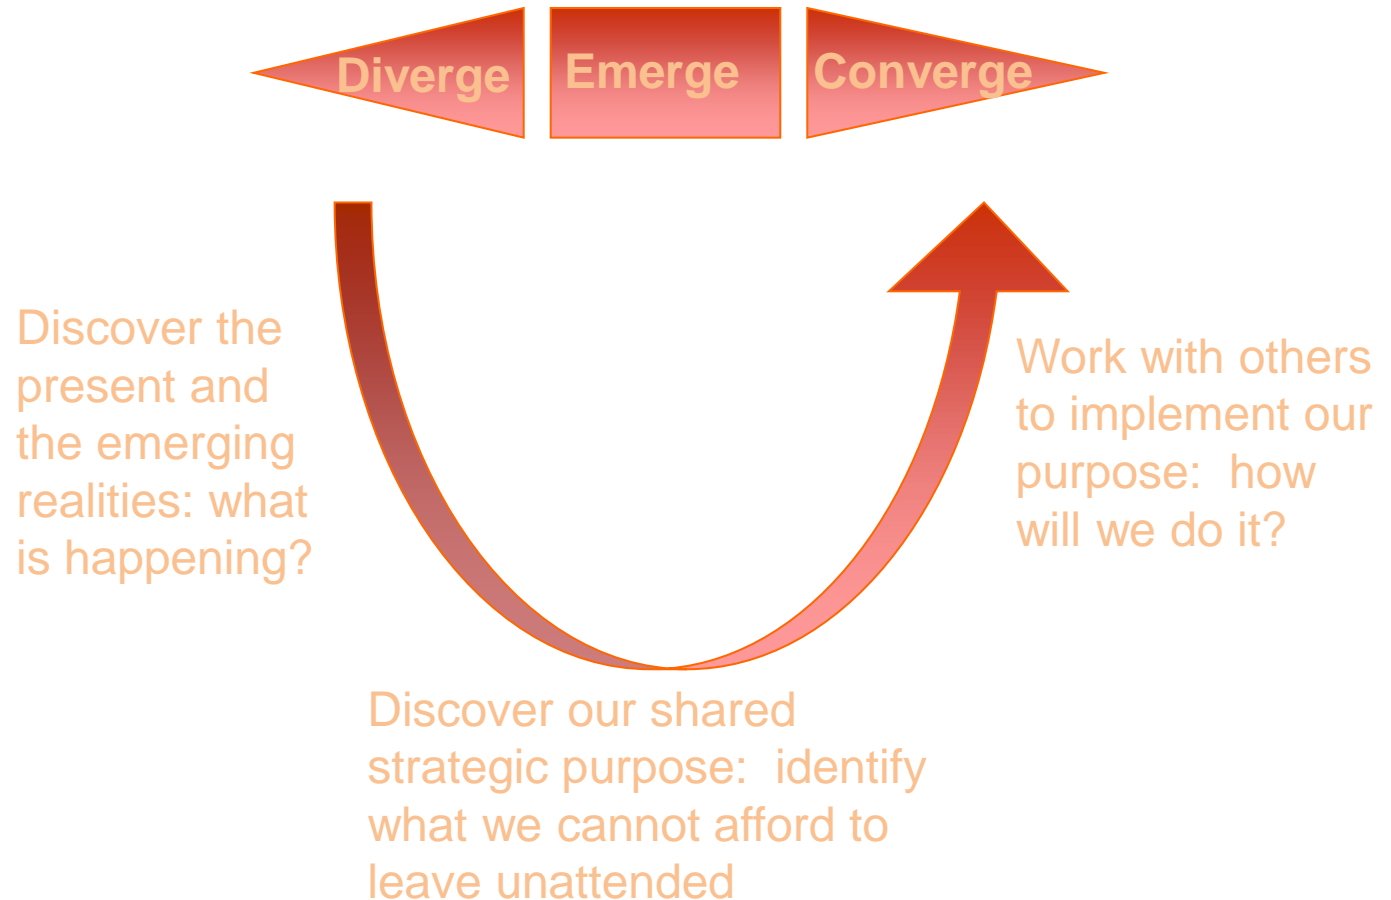 Diverge Emerge Converge
Discover the
present and
the emerging
realities: what
is happening?
Work with others
to implement our
purpose:  how
will we do it?
Discover our shared
strategic purpose:  identify
what we cannot afford to
leave unattended